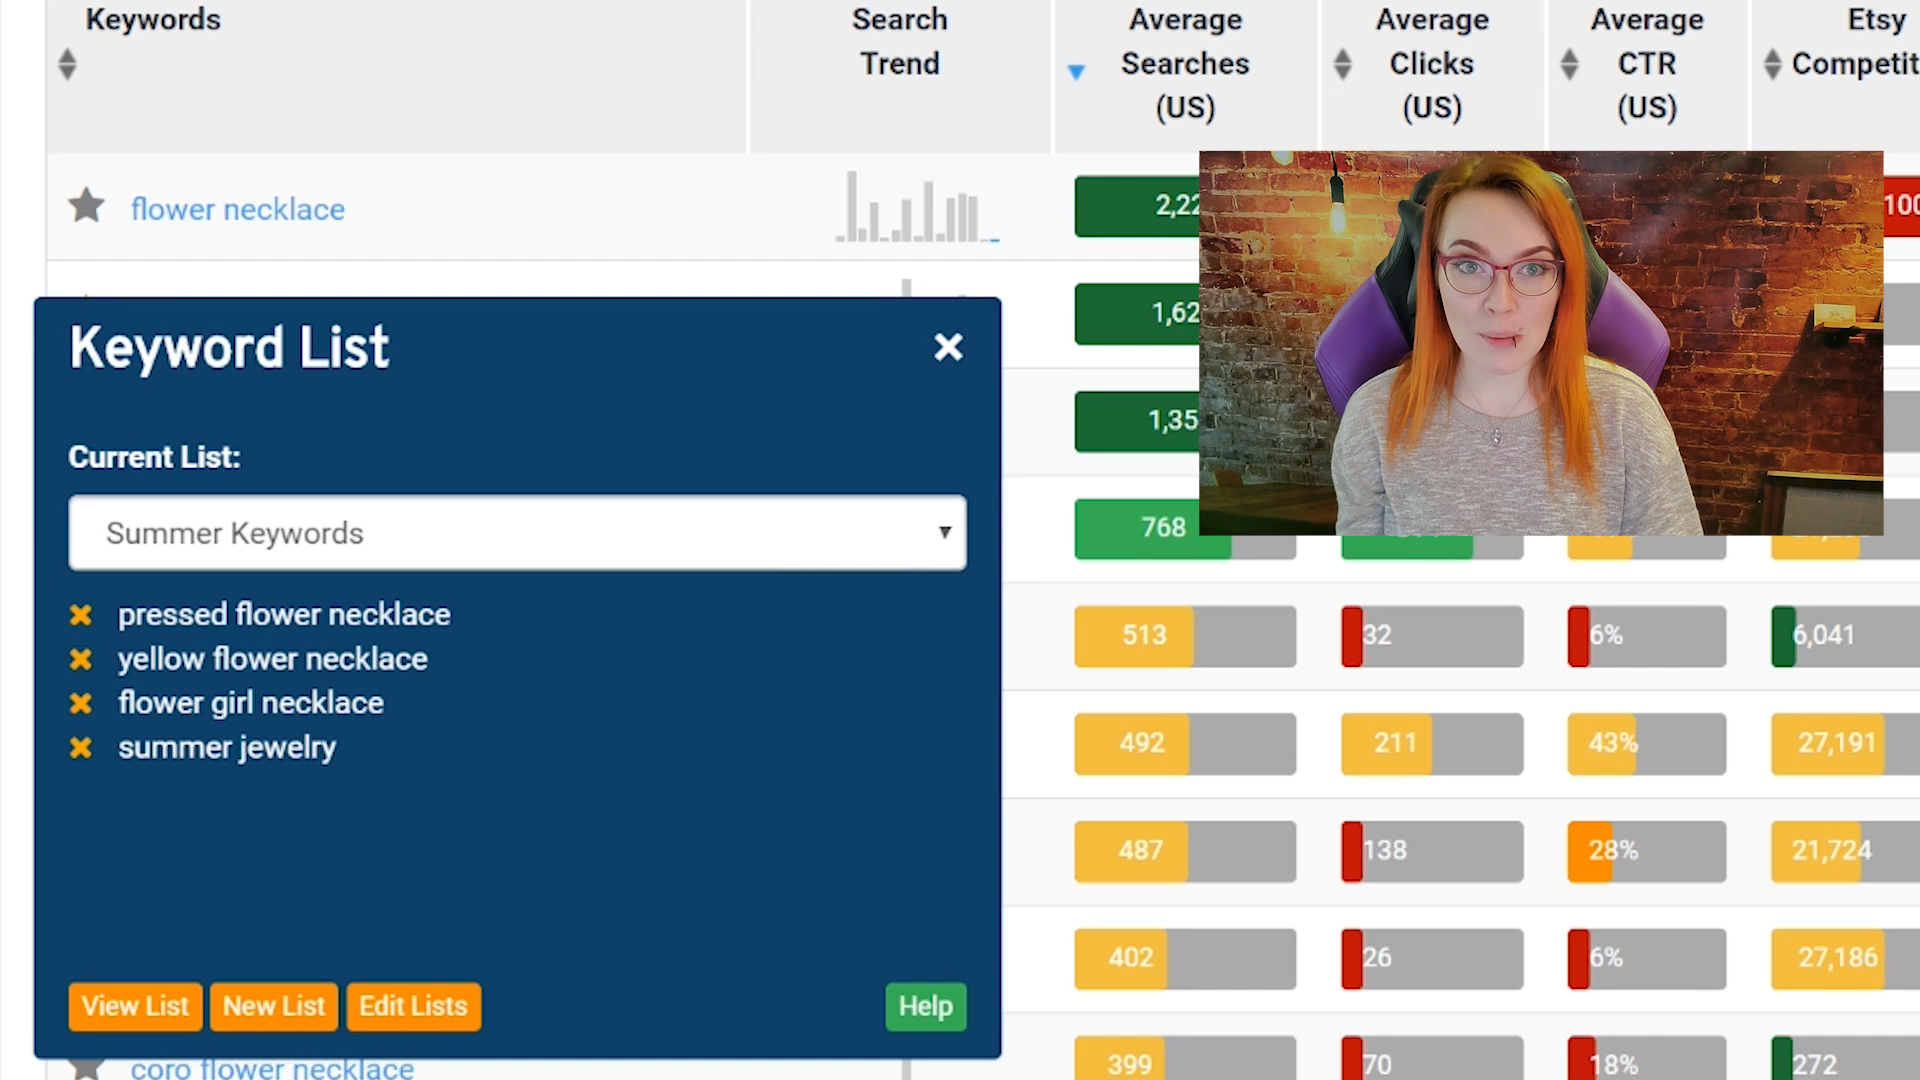 Keywords
Search
Trend
Average
Searches
(US)
Average
Clicks
(US)
Average
CTR
(US)
Etsy
Competit
flower necklace
2,22
100
1,62
1,35
768
Keyword List
Current List:
Summer Keywords
pressed flower necklace
yellow flower necklace
flower girl necklace
summer jewelry
View List
New List
Edit Lists
Help
513
32
6%
6,041
492
211
43%
27,191
487
138
28%
21,724
402
26
6%
27,186
coro flower necklace
399
70
18%
272